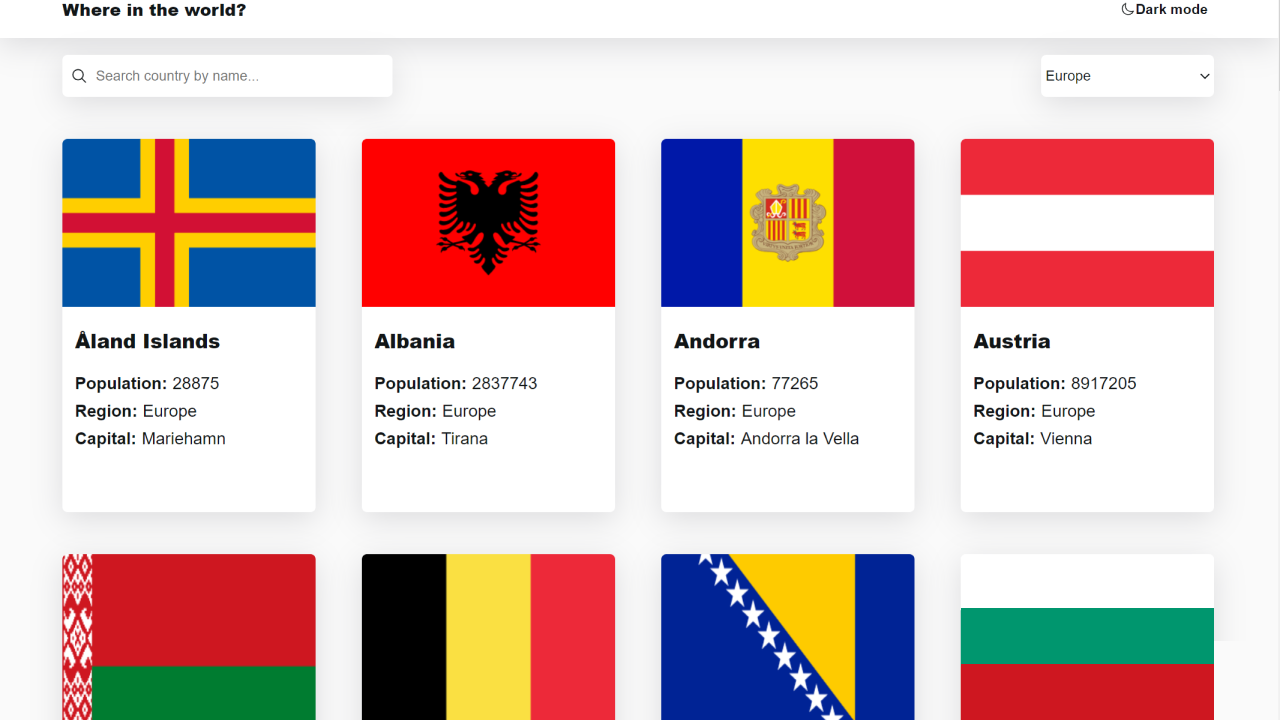 Where in the world?
Dark mode
Search country by name...
Europe
Åland Islands
Population: 28875
Region: Europe
Capital: Mariehamn
Albania
Population: 2837743
Region: Europe
Capital: Tirana
Andorra
Population: 77265
Region: Europe
Capital: Andorra la Vella
Austria
Population: 8917205
Region: Europe
Capital: Vienna